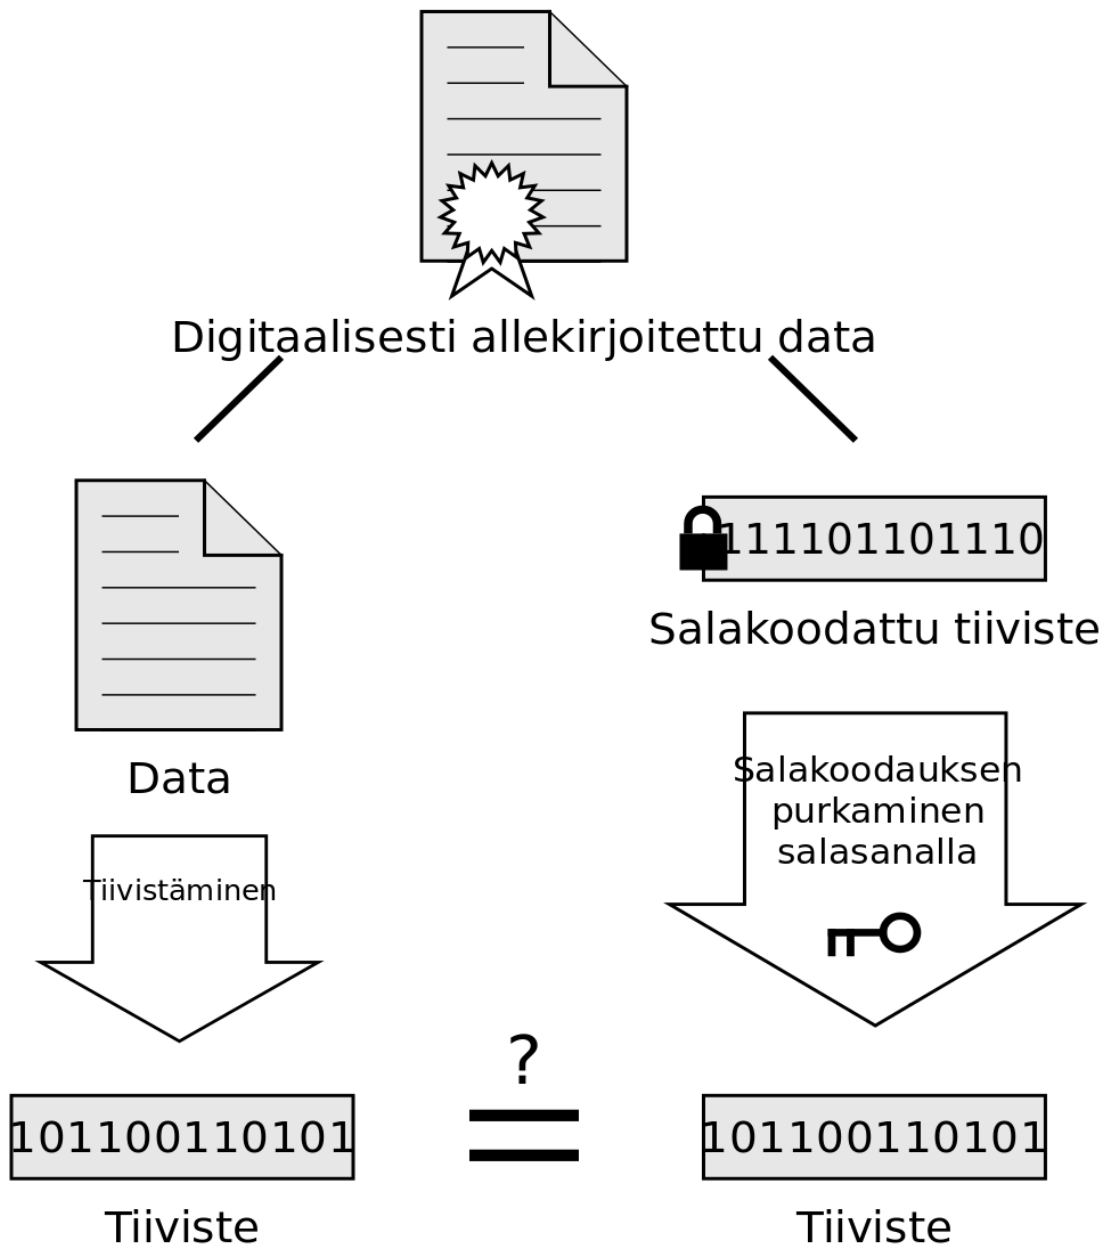 Digitaalisesti allekirjoitettu data
111101101110
Salakoodattu tiiviste
Data
Salakoodauksen
purkaminen
salasanalla
Tiivistäminen
?
=
101100110101
101100110101
Tiiviste
Tiiviste